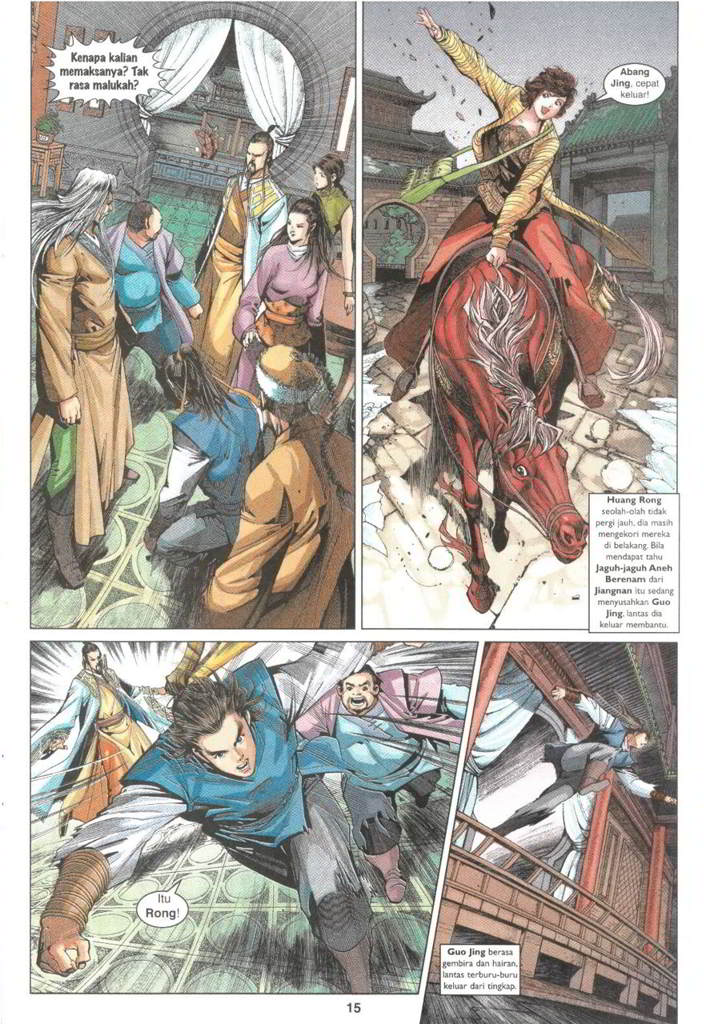 Kenapa kalian
memaksanya? Tak
rasa malukah?
Abang
Jing, cepat
keluar!
Huang Rong
seolah-olah tidak
pergi jauh, dia masih
mengekori mereka
di belakang. Bila
mendapat tahu
Jaguh-jaguh Aneh
Berenam dari
Jiangnan itu sedang
menyusahkan Guo
Jing, lantas dia
keluar membantu.
Itu
Rong!
Guo Jing berasa
gembira dan hairan,
lantas terburu-buru
keluar dari tingkap.
15